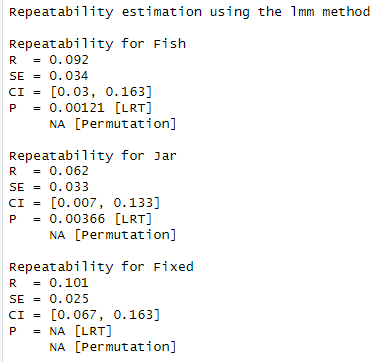 Repeatability estimation using the lmm method

Repeatability for Fish
R  = 0.092
SE = 0.034
CI = [0.03, 0.163]
P  = 0.00121 [LRT]
     NA [Permutation]

Repeatability for Jar
R  = 0.062
SE = 0.033
CI = [0.007, 0.133]
P  = 0.00366 [LRT]
     NA [Permutation]

Repeatability for Fixed
R  = 0.101
SE = 0.025
CI = [0.067, 0.163]
P  = NA [LRT]
     NA [Permutation]